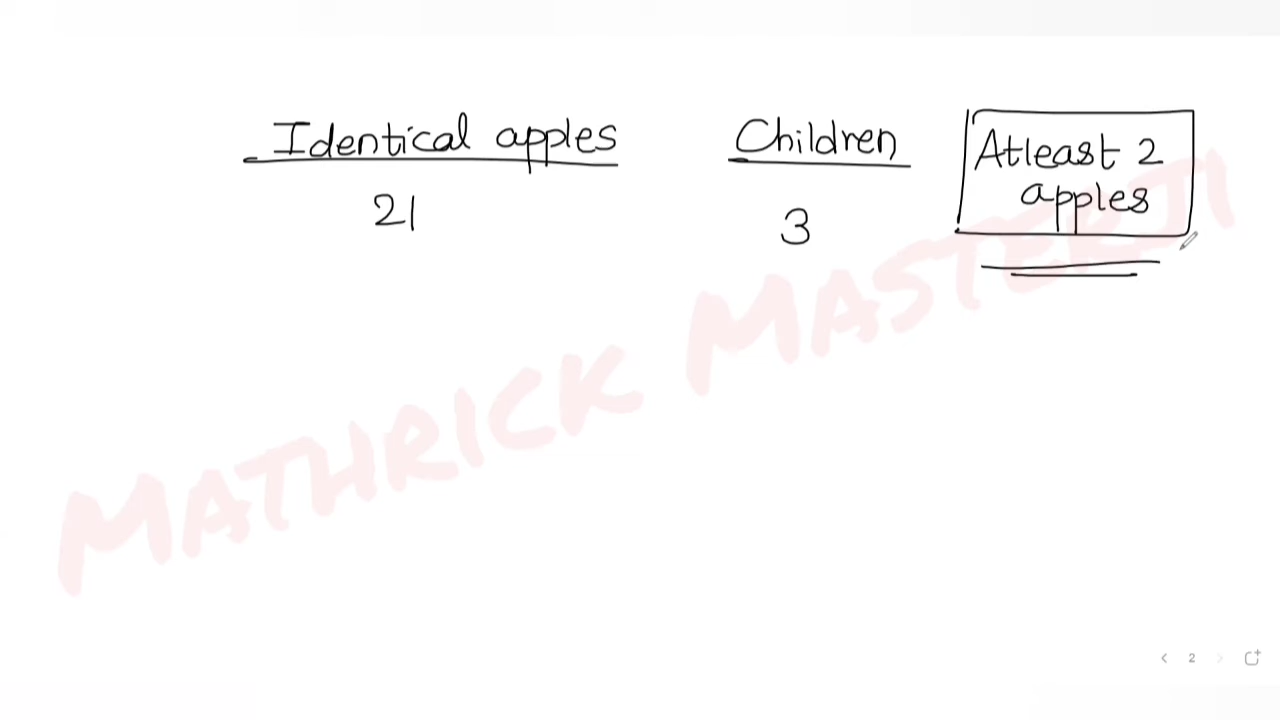 Identical apples
Children
Atleast 2
apples
21
3
MATHRICK MASTERJI
2